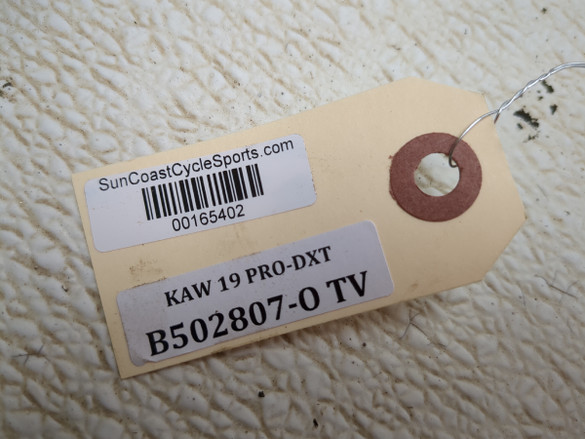 SunCoastCycleSports.com
00165402
KAW 19 PRO-DXT
B502807-O TV